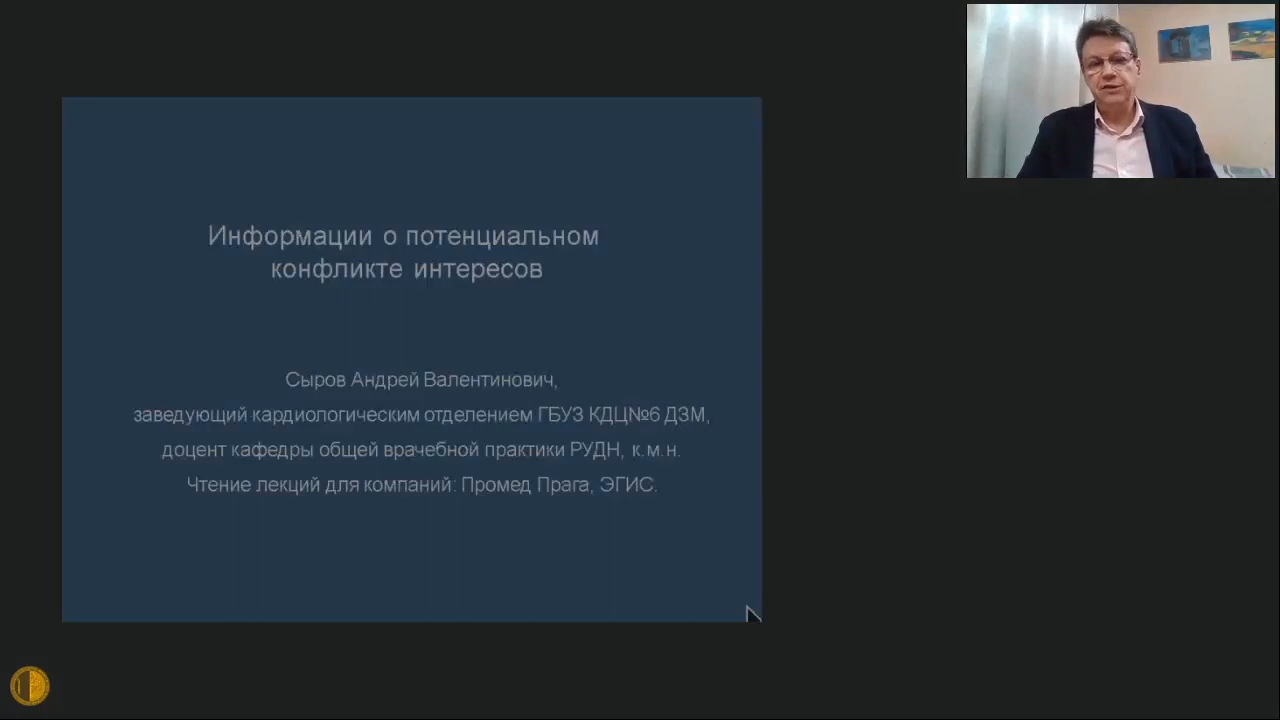 Информации о потенциальном
конфликте интересов
Сыров Андрей Валентинович,
заведующий кардиологическим отделением ГБУЗ КДЦ№6 ДЗМ,
доцент кафедры общей врачебной практики РУДН, к.м.н.
Чтение лекций для компаний: Промед Прага, ЭГИС.